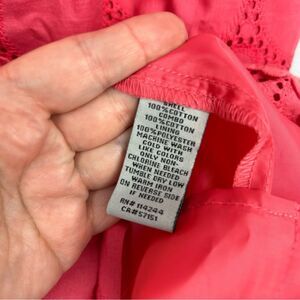 SHELL
100%COTTON
COMBO
100%COTTON
LINING
100%POLYESTER
MACHINE WASH
COLD WITH
LIKE COLORS
ONLY NON-
CHLORING BLEACH
WHEN NEEDED
TUMBLE DRY LOW
WARM IRON
ON REVERSE SIDE
IF NEEDED
RN# 114244
CA#57151